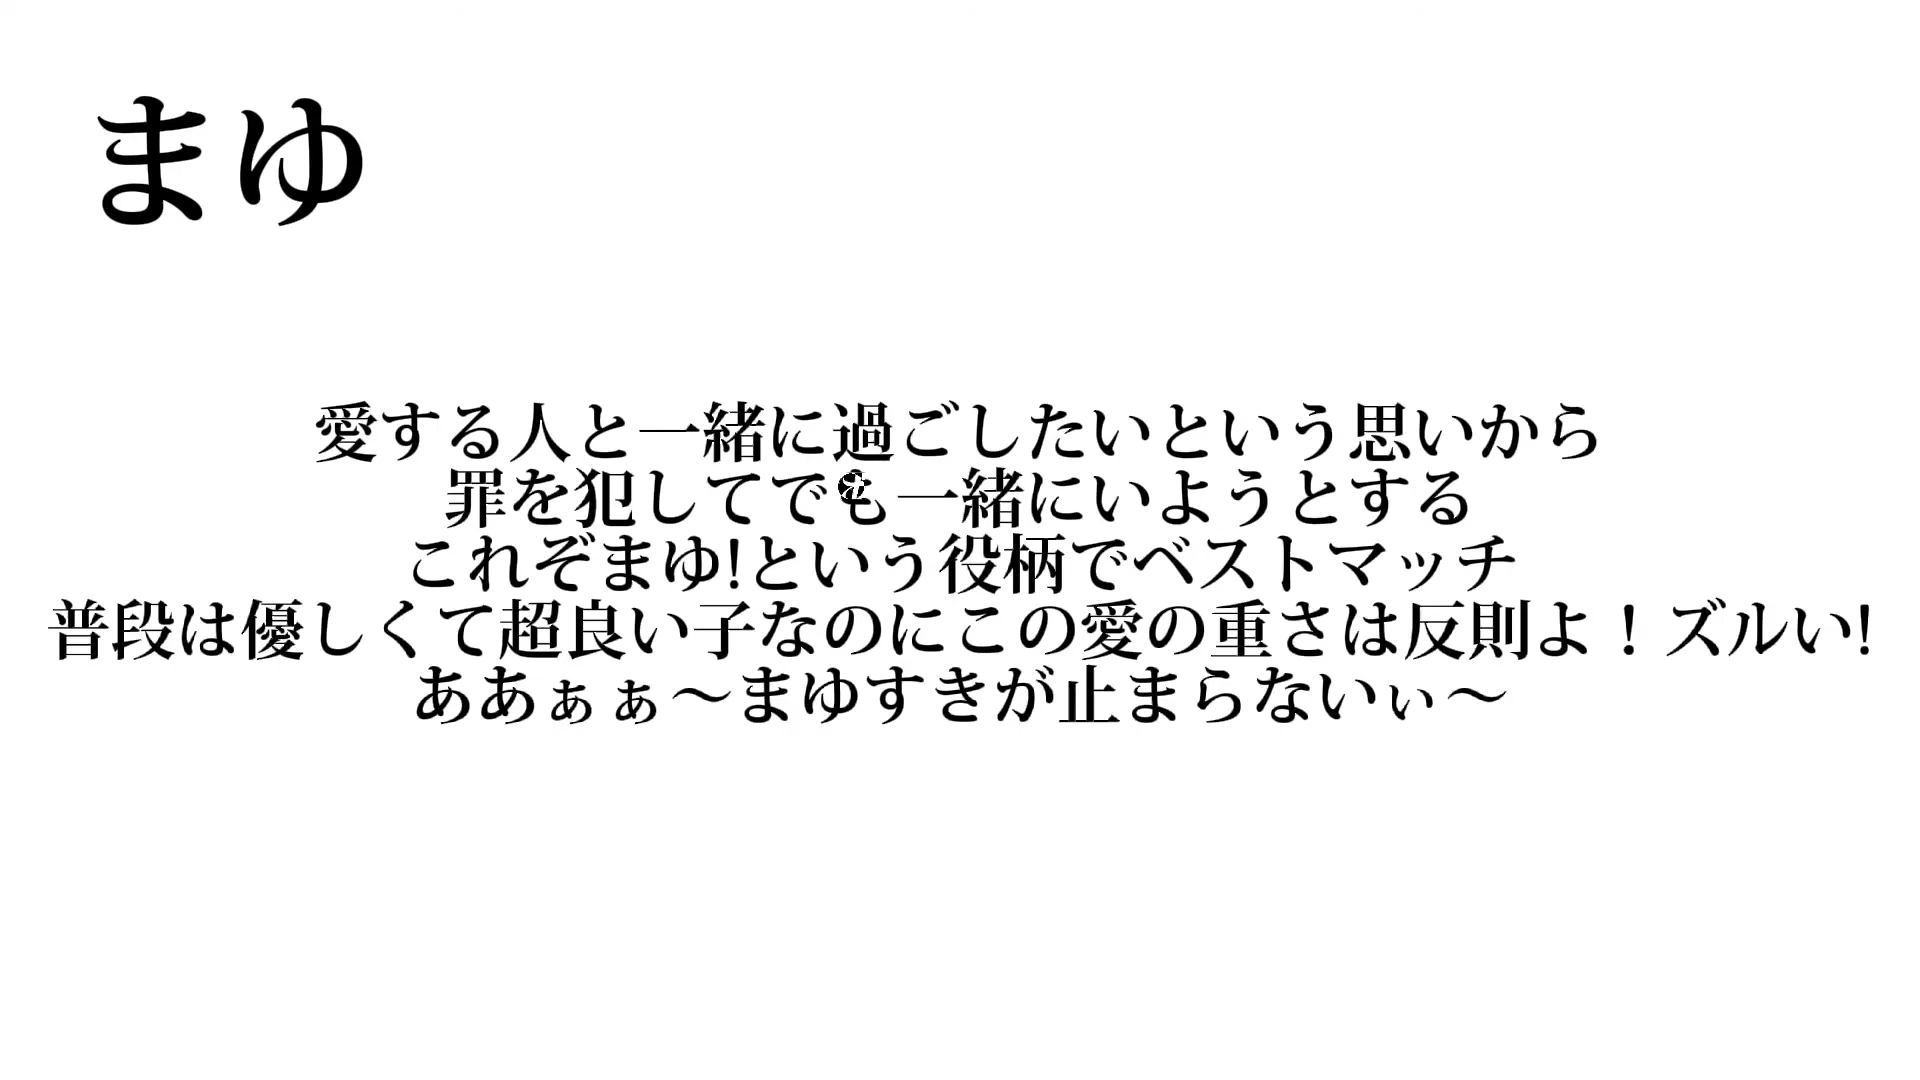 まゆ
愛する人と一緒に過ごしたいという思いから
罪を犯してでも一緒にいようとする
これぞまゆ!という役柄でベストマッチ
普段は優しくて超良い子なのにこの愛の重さは反則よ！ズルい!
ああぁぁ～まゆすきが止まらないぃ～